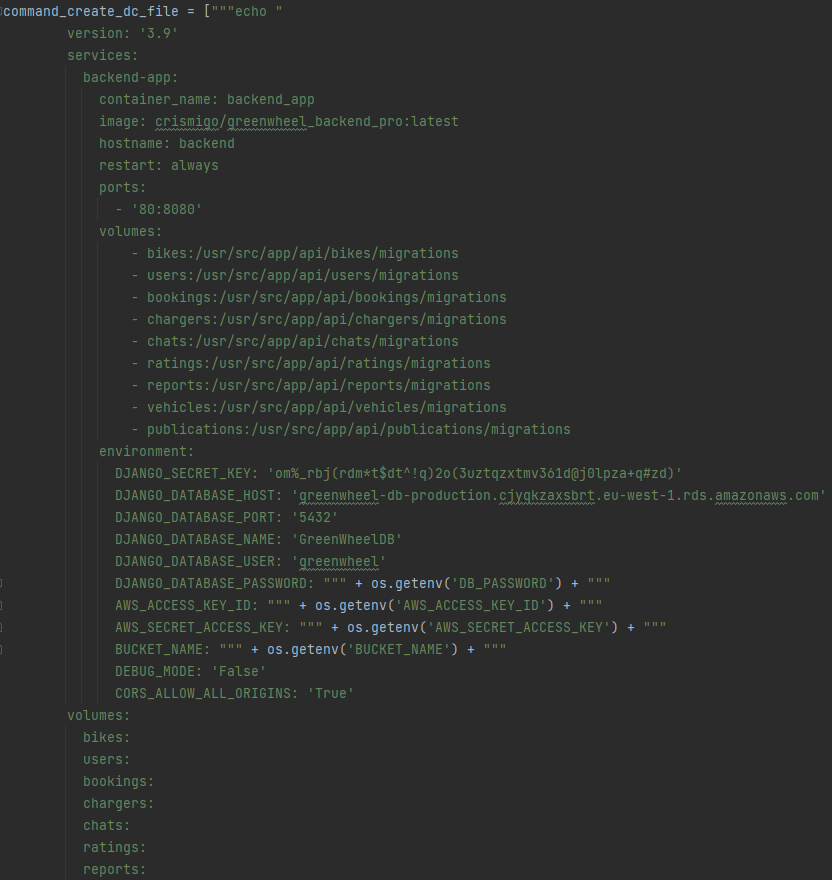 command_create_dc_file = ["""echo "
version: '3.9'
services:
backend-app:
container_name: backend_app
image: crismigo/greenwheel_backend_pro:latest
hostname: backend
restart: always
ports:
- '80:8080'
volumes:
- bikes:/usr/src/app/api/bikes/migrations
- users:/usr/src/app/api/users/migrations
- bookings:/usr/src/app/api/bookings/migrations
- chargers:/usr/src/app/api/chargers/migrations
- chats:/usr/src/app/api/chats/migrations
- ratings:/usr/src/app/api/ratings/migrations
- reports:/usr/src/app/api/reports/migrations
- vehicles:/usr/src/app/api/vehicles/migrations
- publications:/usr/src/app/api/publications/migrations
environment:
DJANGO_SECRET_KEY: 'om%_rbj(rdm*t$dt^!q)2o(3uztqzxtmv361d@j0lpza+q#zd)'
DJANGO_DATABASE_HOST: 'greenwheel-db-production.cjyqkzaxsbrt.eu-west-1.rds.amazonaws.com'
DJANGO_DATABASE_PORT: '5432'
DJANGO_DATABASE_NAME: 'GreenWheelDB'
DJANGO_DATABASE_USER: 'greenwheel'
DJANGO_DATABASE_PASSWORD: """ + os.getenv('DB_PASSWORD') + """
AWS_ACCESS_KEY_ID: """ + os.getenv('AWS_ACCESS_KEY_ID') + """
AWS_SECRET_ACCESS_KEY: """ + os.getenv('AWS_SECRET_ACCESS_KEY') + """
BUCKET_NAME: """ + os.getenv('BUCKET_NAME') + """
DEBUG_MODE: 'False'
CORS_ALLOW_ALL_ORIGINS: 'True'
volumes:
bikes:
users:
bookings:
chargers:
chats:
ratings:
reports: